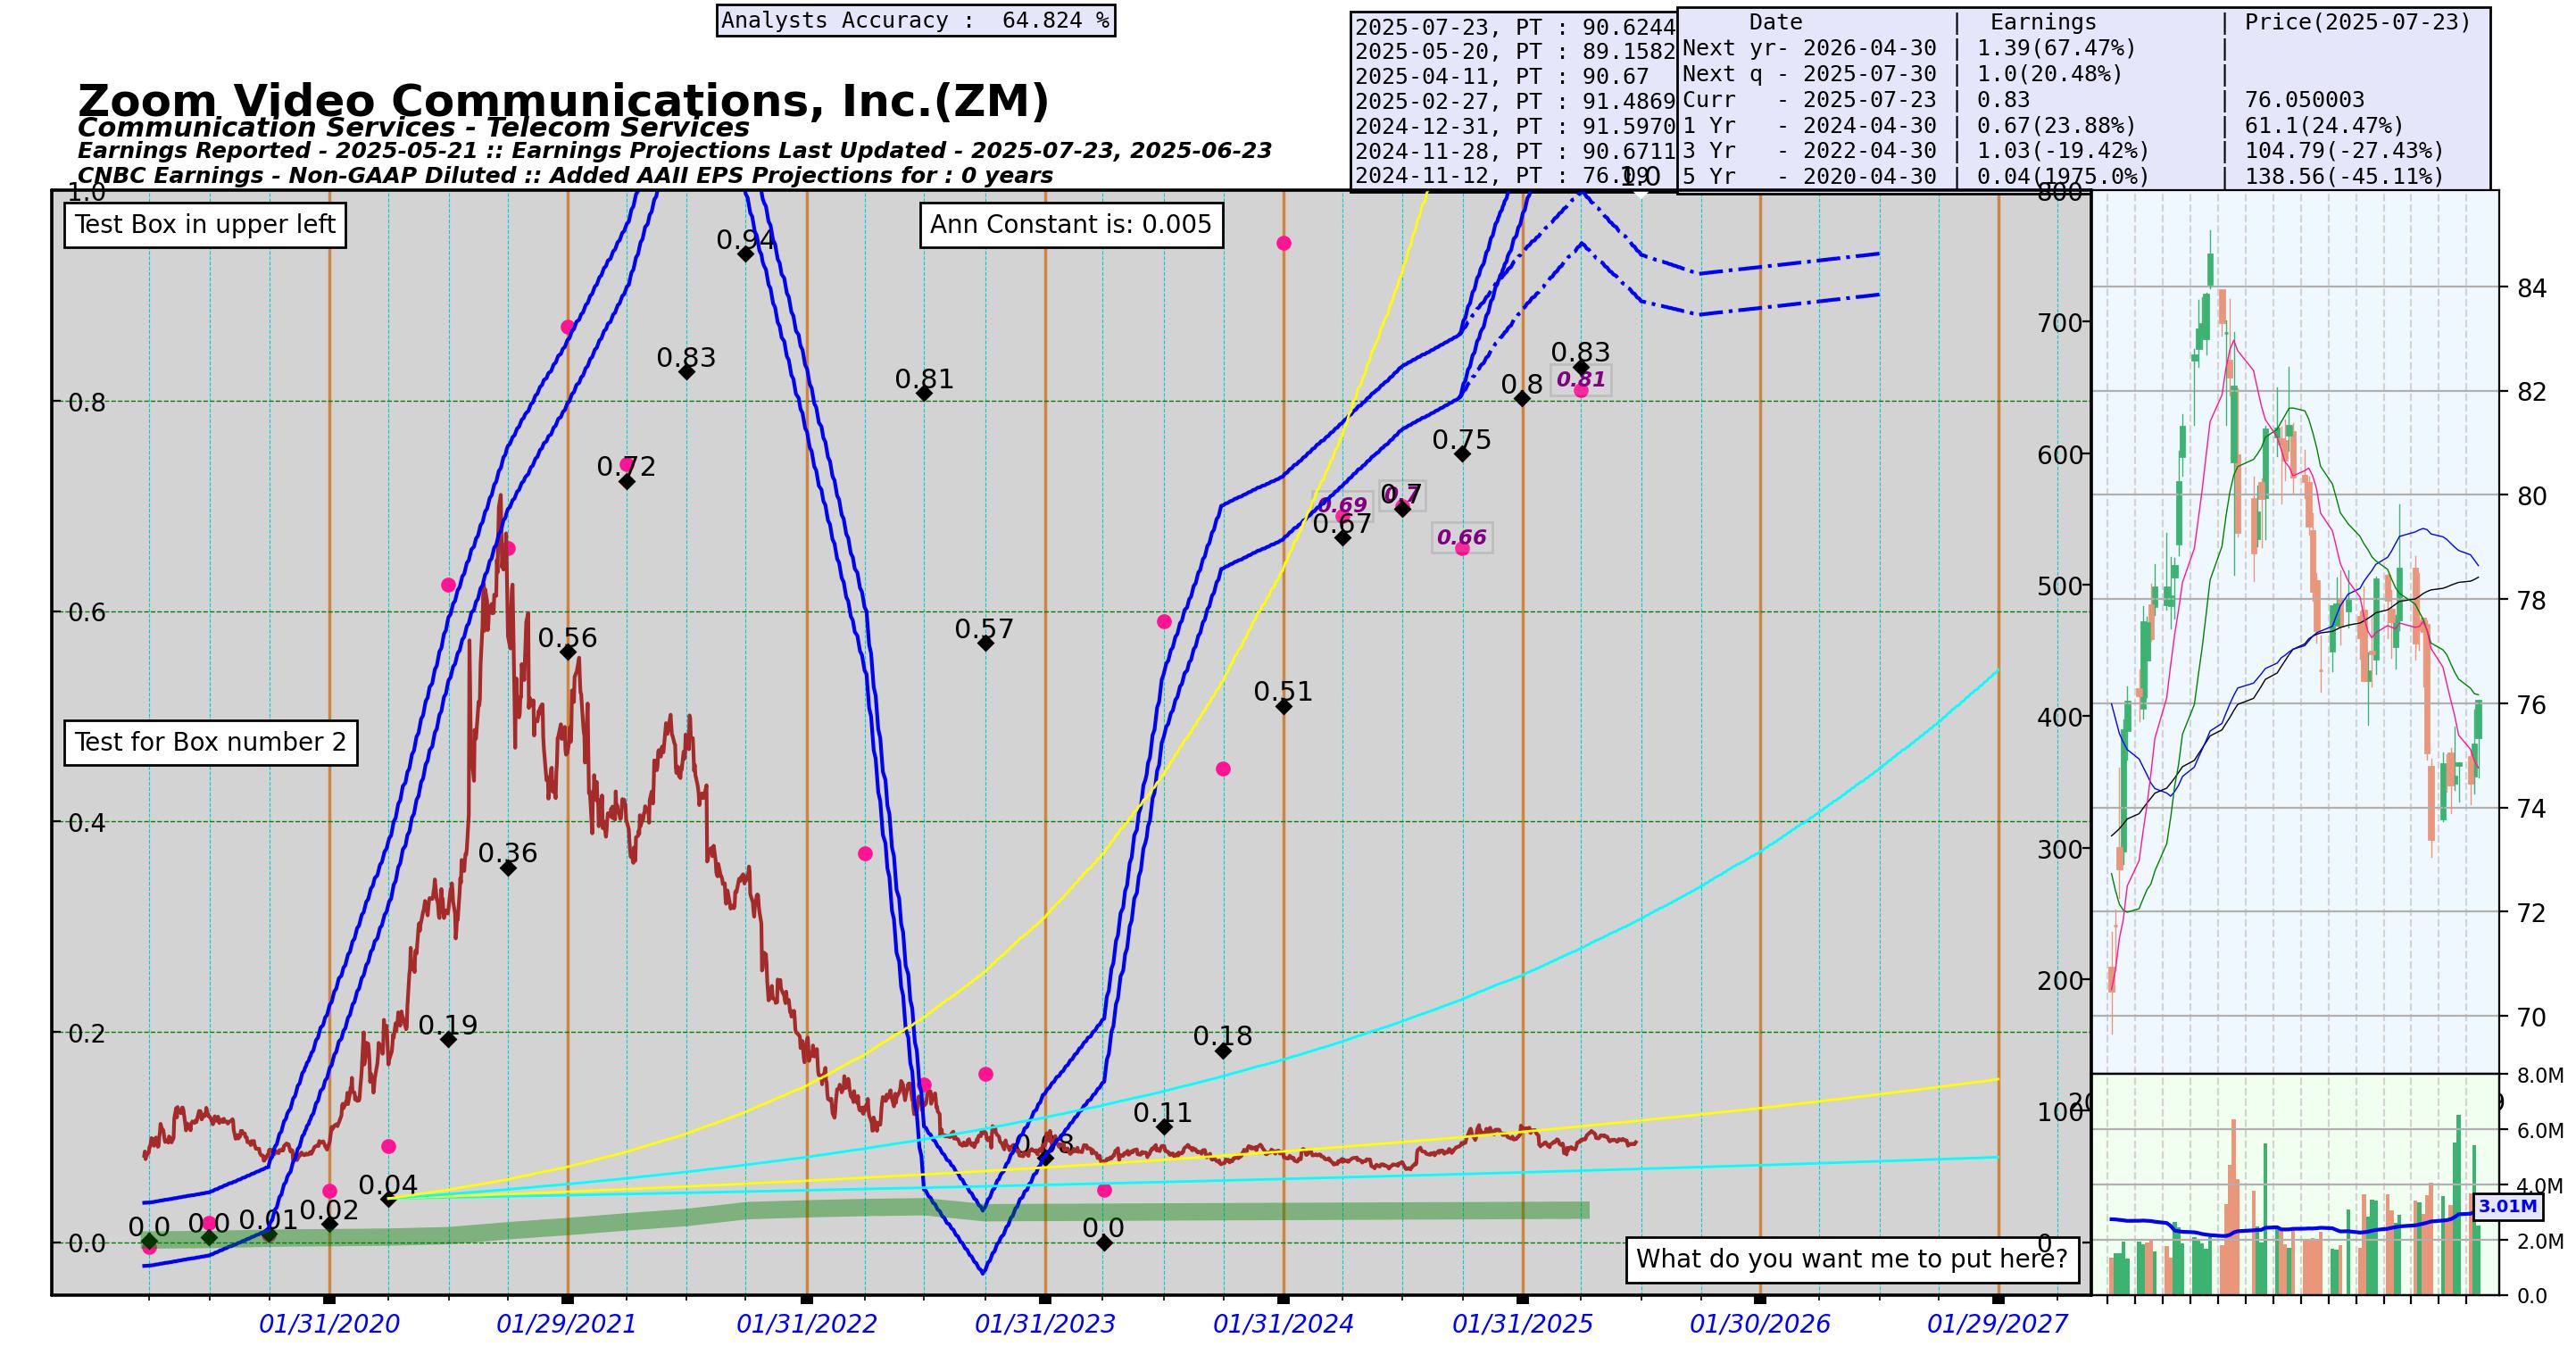 Analysts Accuracy :  64.824 %
2025-07-23, PT : 90.6244
2025-05-20, PT : 89.1582
2025-04-11, PT : 90.67
2025-02-27, PT : 91.4869
2024-12-31, PT : 91.5970
2024-11-28, PT : 90.6711
2024-11-12, PT : 76.09
Date | Earnings | Price(2025-07-23)
Next yr- 2026-04-30 | 1.39(67.47%) |
Next q - 2025-07-30 | 1.0(20.48%) |
Curr - 2025-07-23 | 0.83 | 76.050003
1 Yr - 2024-04-30 | 0.67(23.88%) | 61.1(24.47%)
3 Yr - 2022-04-30 | 1.03(-19.42%) | 104.79(-27.43%)
5 Yr - 2020-04-30 | 0.04(1975.0%) | 138.56(-45.11%)
Zoom Video Communications, Inc.(ZM)
Communication Services - Telecom Services
Earnings Reported - 2025-05-21 :: Earnings Projections Last Updated - 2025-07-23, 2025-06-23
CNBC Earnings - Non-GAAP Diluted :: Added AAII EPS Projections for : 0 years
1.0
1.0
800
Test Box in upper left
Ann Constant is: 0.005
0.94
84
700
0.83
0.83
0.81
0.81
0.8
0.8
82
0.75
600
0.72
0.7
0.7
80
0.69
0.67
0.66
500
78
0.6
0.57
0.56
0.51
400
76
Test for Box number 2
0.4
74
0.36
300
72
200
70
0.2
0.19
0.18
8.0M
100
0.11
6.0M
0.08
4.0M
0.04
3.01M
0.02
0.01
0.0
0.0
0.0
0.0
0
2.0M
What do you want me to put here?
0.0
01/31/2020
01/29/2021
01/31/2022
01/31/2023
01/31/2024
01/31/2025
01/30/2026
01/29/2027